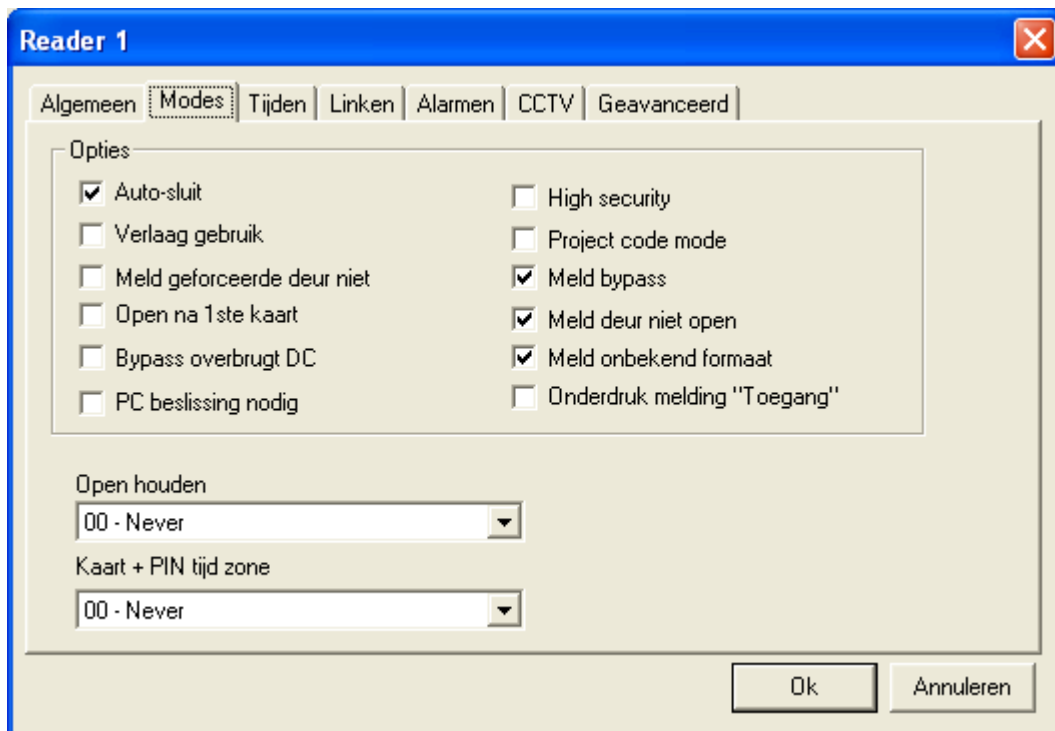 Reader 1
Algemeen Modes Tijden Linken Alarmen CCTV Geavanceerd
Opties
Auto-sluit
Verlaag gebruik
Meld geforceerde deur niet
Open na 1ste kaart
Bypass overbrugt DC
PC beslissing nodig
High security
Project code mode
Meld bypass
Meld deur niet open
Meld onbekend formaat
Onderdruk melding "Toegang"
Open houden
00 - Never
Kaart + PIN tijd zone
00 - Never
Ok Annuleren